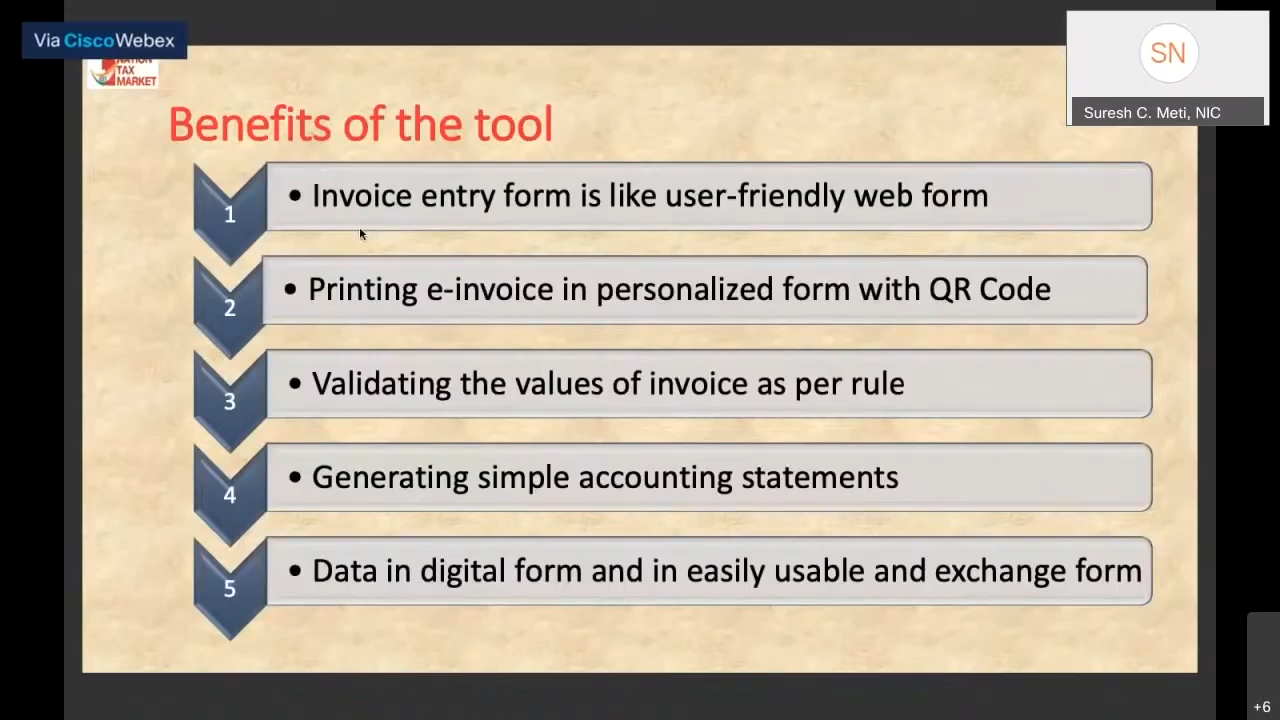 Via Cisco Webex
SN
Suresh C. Meti, NIC
NATION
TAX
MARKET
Benefits of the tool
1
• Invoice entry form is like user-friendly web form
2
• Printing e-invoice in personalized form with QR Code
3
• Validating the values of invoice as per rule
4
• Generating simple accounting statements
5
• Data in digital form and in easily usable and exchange form
+6